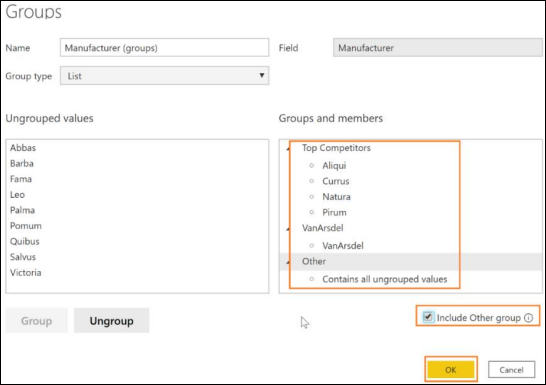 Groups
Name Manufacturer (groups) Field Manufacturer
Group type List
Ungrouped values
Abbas
Barba
Fama
Leo
Palma
Pomum
Quibus
Salvus
Victoria
Groups and members
Top Competitors
Aliqui
Currus
Natura
Pirum
VanArsdel
VanArsdel
Other
Contains all ungrouped values
Group Ungroup
Include Other group
OK Cancel